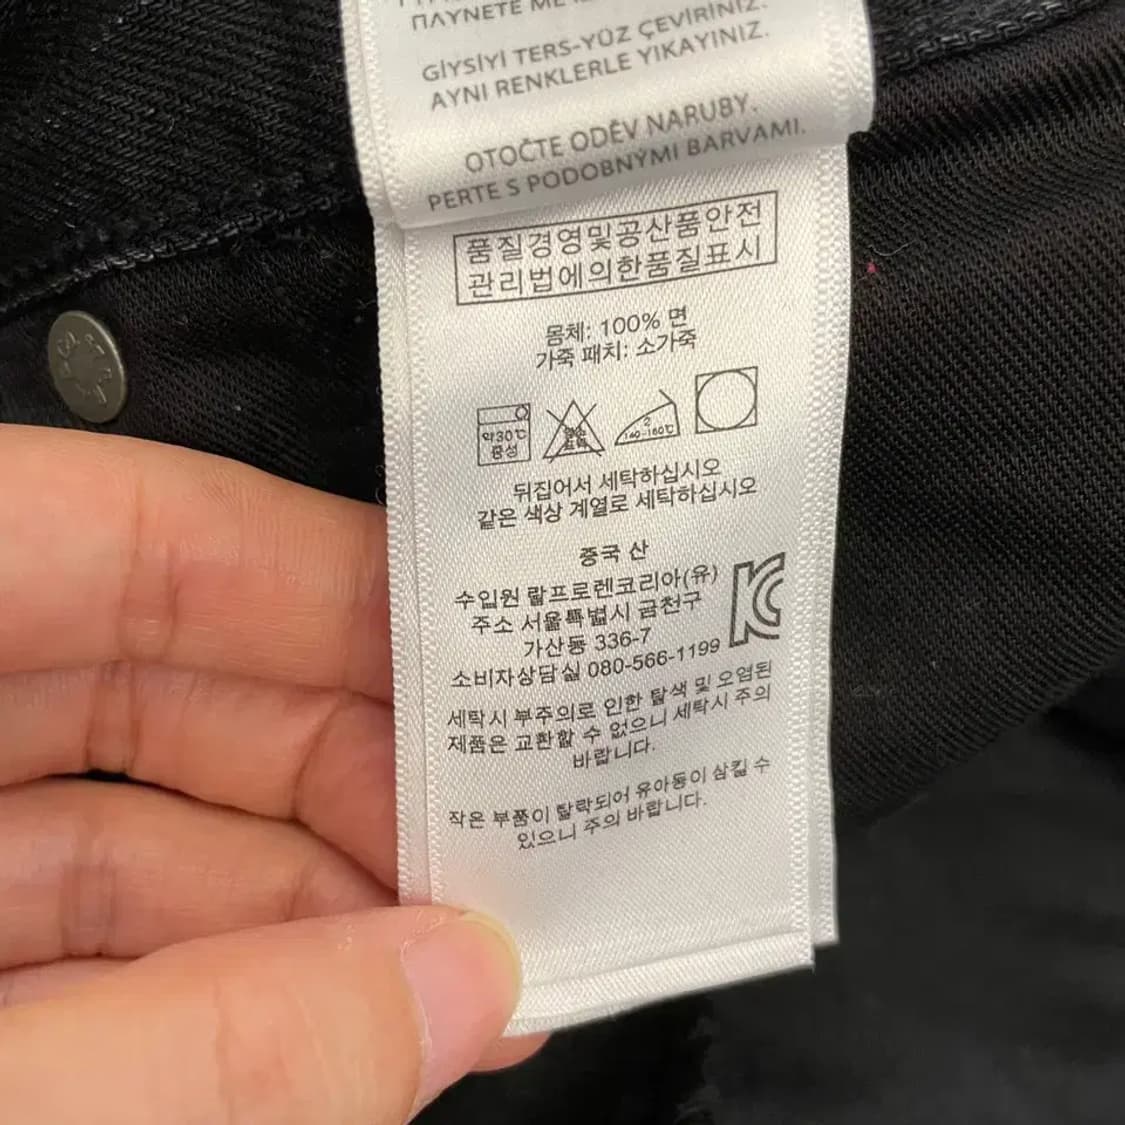 ΠΛΥΝΕΤΕ ΜΕ
GİYSİYİ TERS-YÜZ ÇEVİRİNİZ.
AYNI RENKLERLE YIKAYINIZ.
OTOČTE ODĚV NARUBY.
PERTE S PODOBNÝMI BARVAMI.
품질경영및공산품안전
관리법에의한품질표시
몸체: 100% 면
가죽 패치: 소가죽
약30℃
중성
2
140-160℃
뒤집어서 세탁하십시오
같은 색상 계열로 세탁하십시오
중국 산
수입원 랄프로렌코리아(유)
주소 서울특별시 금천구
가산동 336-7
소비자상담실 080-566-1199
세탁시 부주의로 인한 탈색 및 오염된
제품은 교환할 수 없으니 세탁시 주의
바랍니다.
작은 부품이 탈락되어 유아동이 삼킬 수
있으니 주의 바랍니다.